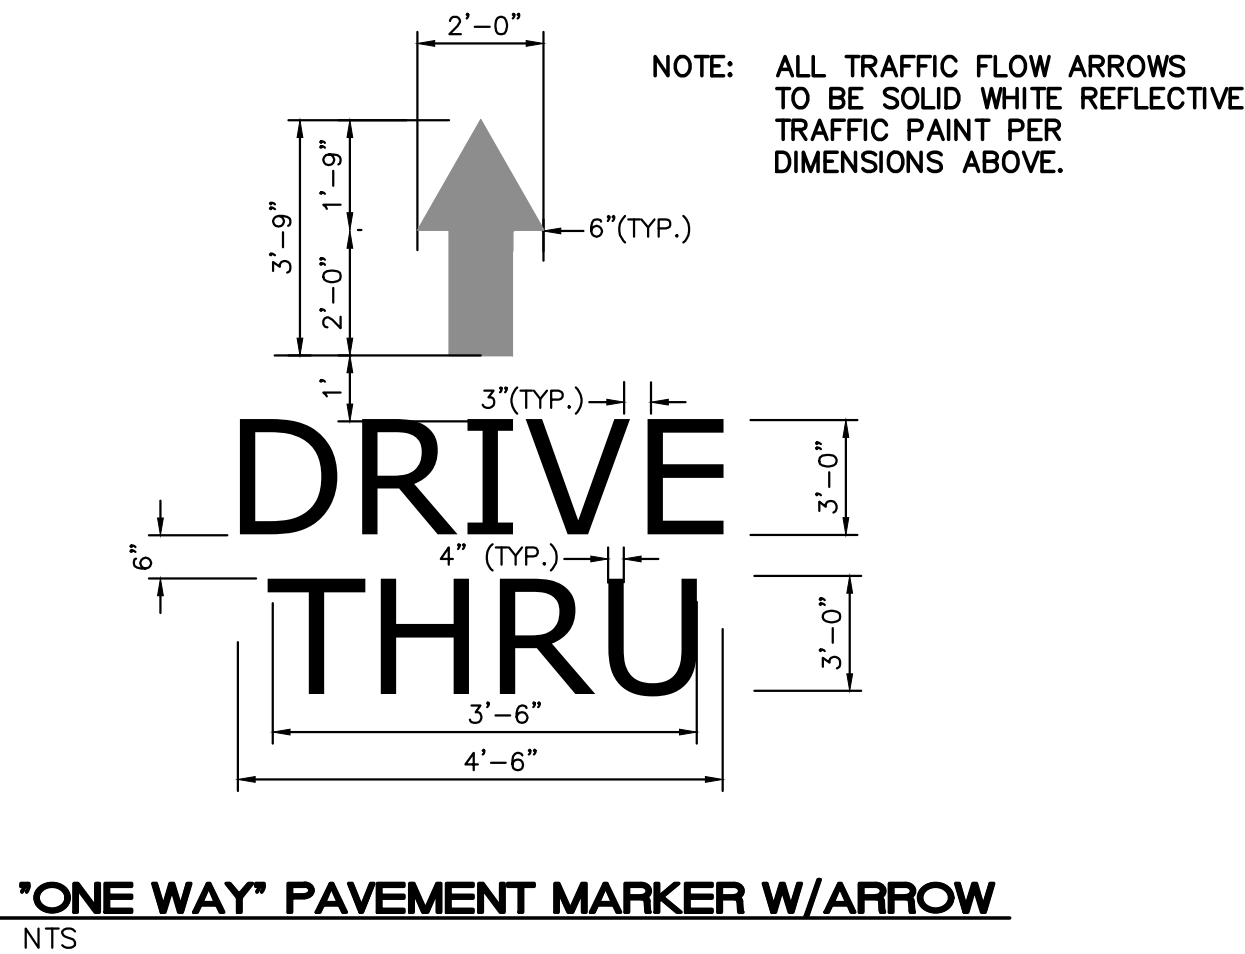 2'-0"
NOTE: ALL TRAFFIC FLOW ARROWS
TO BE SOLID WHITE REFLECTIVE
TRAFFIC PAINT PER
DIMENSIONS ABOVE.
3'-9"
1'-9"
6"(TYP.)
2'-0"
1'
3"(TYP.)
DRIVE
3'-0"
6"
4" (TYP.)
THRU
3'-0"
3'-6"
4'-6"
"ONE WAY" PAVEMENT MARKER W/ARROW
NTS